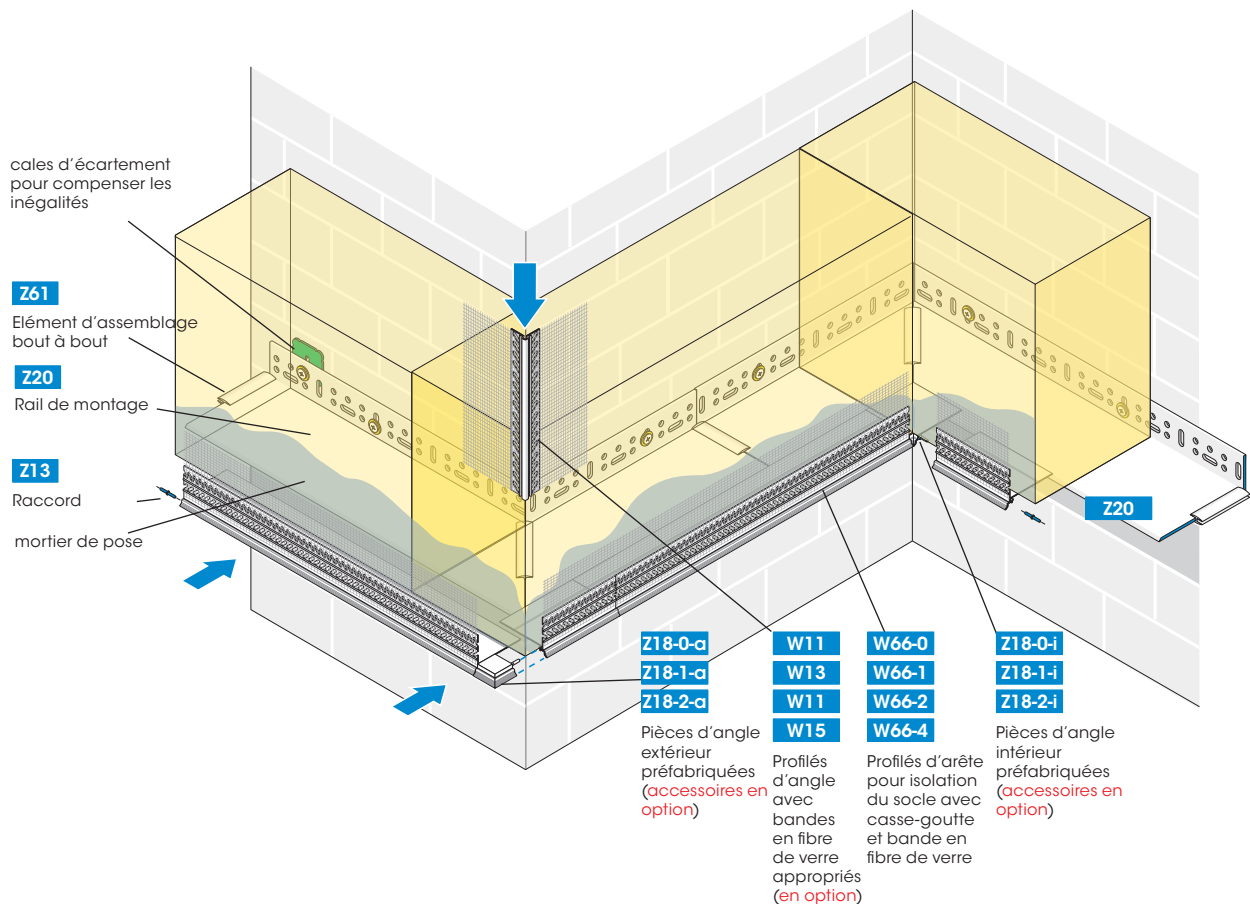 cales d'écartement
pour compenser les
inégalités
Z61
Elément d'assemblage
bout à bout
Z20
Rail de montage
Z13
Raccord
mortier de pose
Z20
Z18-0-a
Z18-1-a
Z18-2-a
Pièces d'angle
extérieur
préfabriquées
(accessoires en
option)
W11
W13
W11
W15
Profilés
d'angle
avec
bandes
en fibre
de verre
appropriés
(en option)
W66-0
W66-1
W66-2
W66-4
Profilés d'arête
pour isolation
du socle avec
casse-goutte
et bande en
fibre de verre
Z18-0-i
Z18-1-i
Z18-2-i
Pièces d'angle
intérieur
préfabriquées
(accessoires en
option)